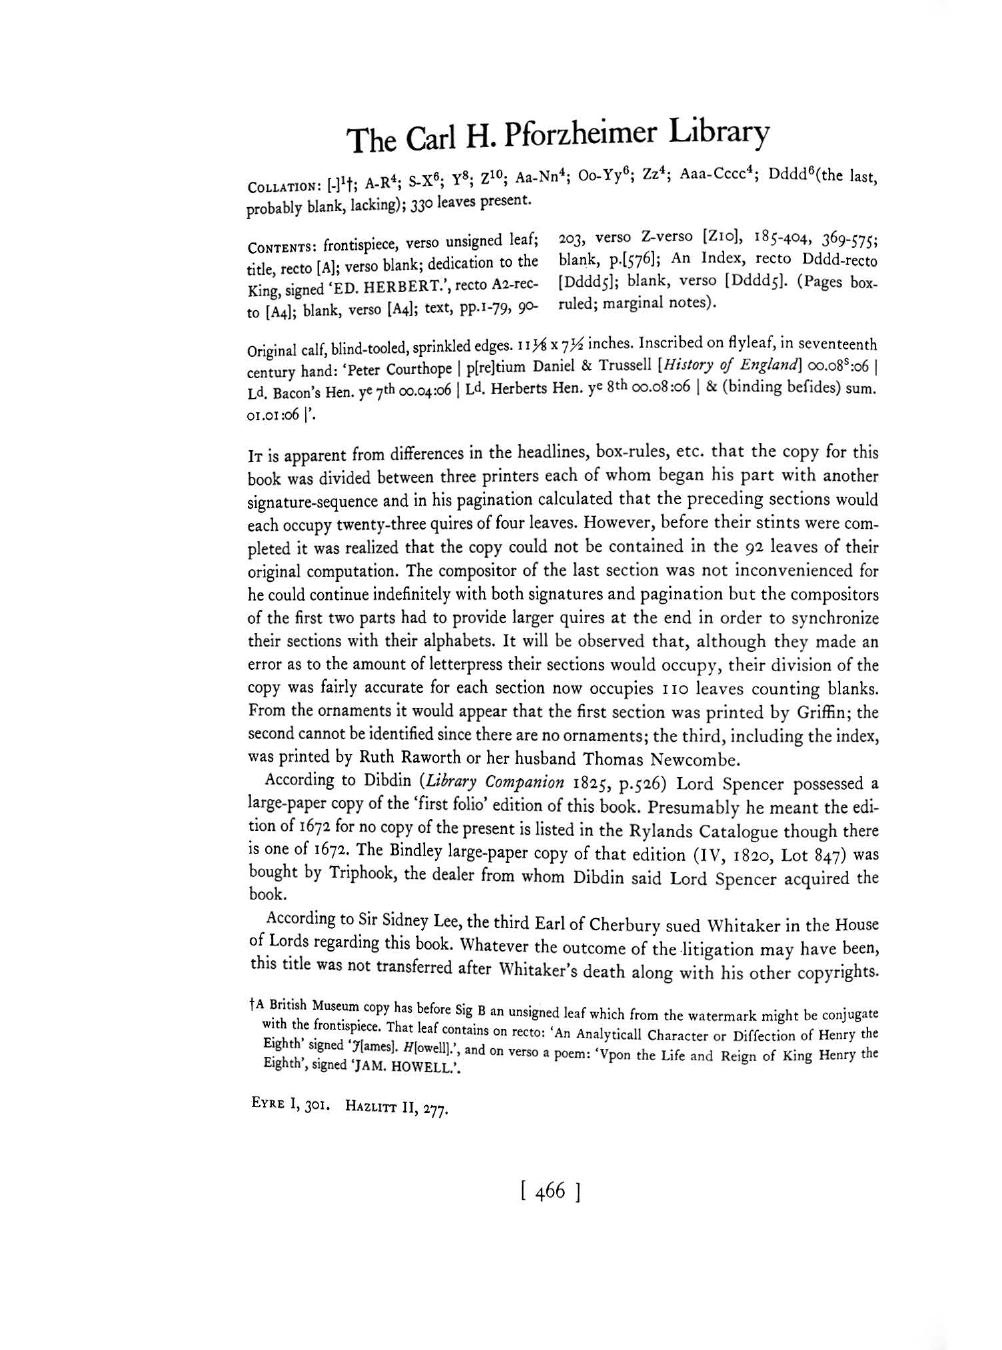 The Carl H. Pforzheimer Library
COLLATION: [-]¹†; A-R⁴; S-X⁶; Y⁸; Z¹⁰; Aa-Nn⁴; Oo-Yy⁶; Zz⁴; Aaa-Cccc⁴; Dddd⁶(the last,
probably blank, lacking); 330 leaves present.
CONTENTS: frontispiece, verso unsigned leaf;
title, recto [A]; verso blank; dedication to the
King, signed ‘ED. HERBERT.’, recto A2-rec-
to [A4]; blank, verso [A4]; text, pp.1-79, 90-
203, verso Z-verso [Z10], 185-404, 369-575;
blank, p.[576]; An Index, recto Dddd-recto
[Dddd5]; blank, verso [Dddd5]. (Pages box-
ruled; marginal notes).
Original calf, blind-tooled, sprinkled edges. 11⅛ x 7½ inches. Inscribed on flyleaf, in seventeenth
century hand: ‘Peter Courthope | p[re]tium Daniel & Trussell [History of England] 00.08ˢ:06 |
Ld. Bacon's Hen. ye 7th 00.04:06 | Ld. Herberts Hen. ye 8th 00.08:06 | & (binding besides) sum.
01.01:06 |’.
IT is apparent from differences in the headlines, box-rules, etc. that the copy for this
book was divided between three printers each of whom began his part with another
signature-sequence and in his pagination calculated that the preceding sections would
each occupy twenty-three quires of four leaves. However, before their stints were com-
pleted it was realized that the copy could not be contained in the 92 leaves of their
original computation. The compositor of the last section was not inconvenienced for
he could continue indefinitely with both signatures and pagination but the compositors
of the first two parts had to provide larger quires at the end in order to synchronize
their sections with their alphabets. It will be observed that, although they made an
error as to the amount of letterpress their sections would occupy, their division of the
copy was fairly accurate for each section now occupies 110 leaves counting blanks.
From the ornaments it would appear that the first section was printed by Griffin; the
second cannot be identified since there are no ornaments; the third, including the index,
was printed by Ruth Raworth or her husband Thomas Newcombe.
According to Dibdin (Library Companion 1825, p.526) Lord Spencer possessed a
large-paper copy of the ‘first folio’ edition of this book. Presumably he meant the edi-
tion of 1672 for no copy of the present is listed in the Rylands Catalogue though there
is one of 1672. The Bindley large-paper copy of that edition (IV, 1820, Lot 847) was
bought by Triphook, the dealer from whom Dibdin said Lord Spencer acquired the
book.
According to Sir Sidney Lee, the third Earl of Cherbury sued Whitaker in the House
of Lords regarding this book. Whatever the outcome of the litigation may have been,
this title was not transferred after Whitaker's death along with his other copyrights.
†A British Museum copy has before Sig B an unsigned leaf which from the watermark might be conjugate
with the frontispiece. That leaf contains on recto: ‘An Analyticall Character or Dissection of Henry the
Eighth’ signed ‘J[ames]. H[owell].’, and on verso a poem: ‘Vpon the Life and Reign of King Henry the
Eighth’, signed ‘JAM. HOWELL.’.
EYRE I, 301. HAZLITT II, 277.
[ 466 ]